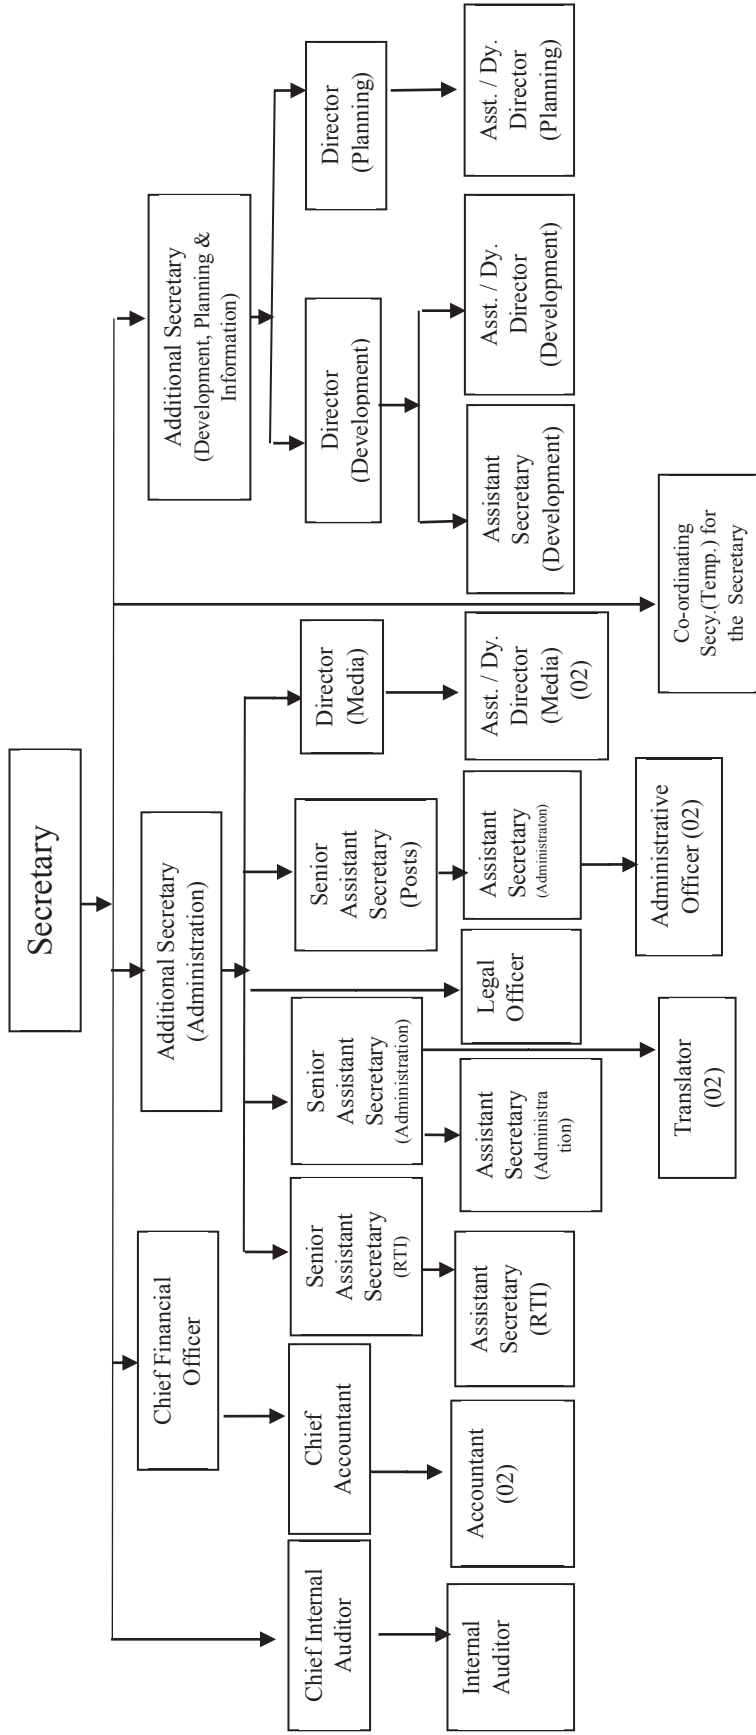 Secretary
Chief Financial
Officer
Additional Secretary
(Administration)
Additional Secretary
(Development, Planning &
Information)
Chief Internal
Auditor
Chief
Accountant
Senior
Assistant
Secretary
(RTI)
Senior
Assistant
Secretary
(Administration)
Senior
Assistant
Secretary
(Posts)
Director
(Media)
Director
(Development)
Director
(Planning)
Internal
Auditor
Accountant
(02)
Assistant
Secretary
(RTI)
Assistant
Secretary
(Administra
tion)
Legal
Officer
Assistant
Secretary
(Administraton)
Asst. / Dy.
Director
(Media)
(02)
Assistant
Secretary
(Development)
Asst. / Dy.
Director
(Development)
Asst. / Dy.
Director
(Planning)
Translator
(02)
Administrative
Officer (02)
Co-ordinating
Secy.(Temp.) for
the Secretary